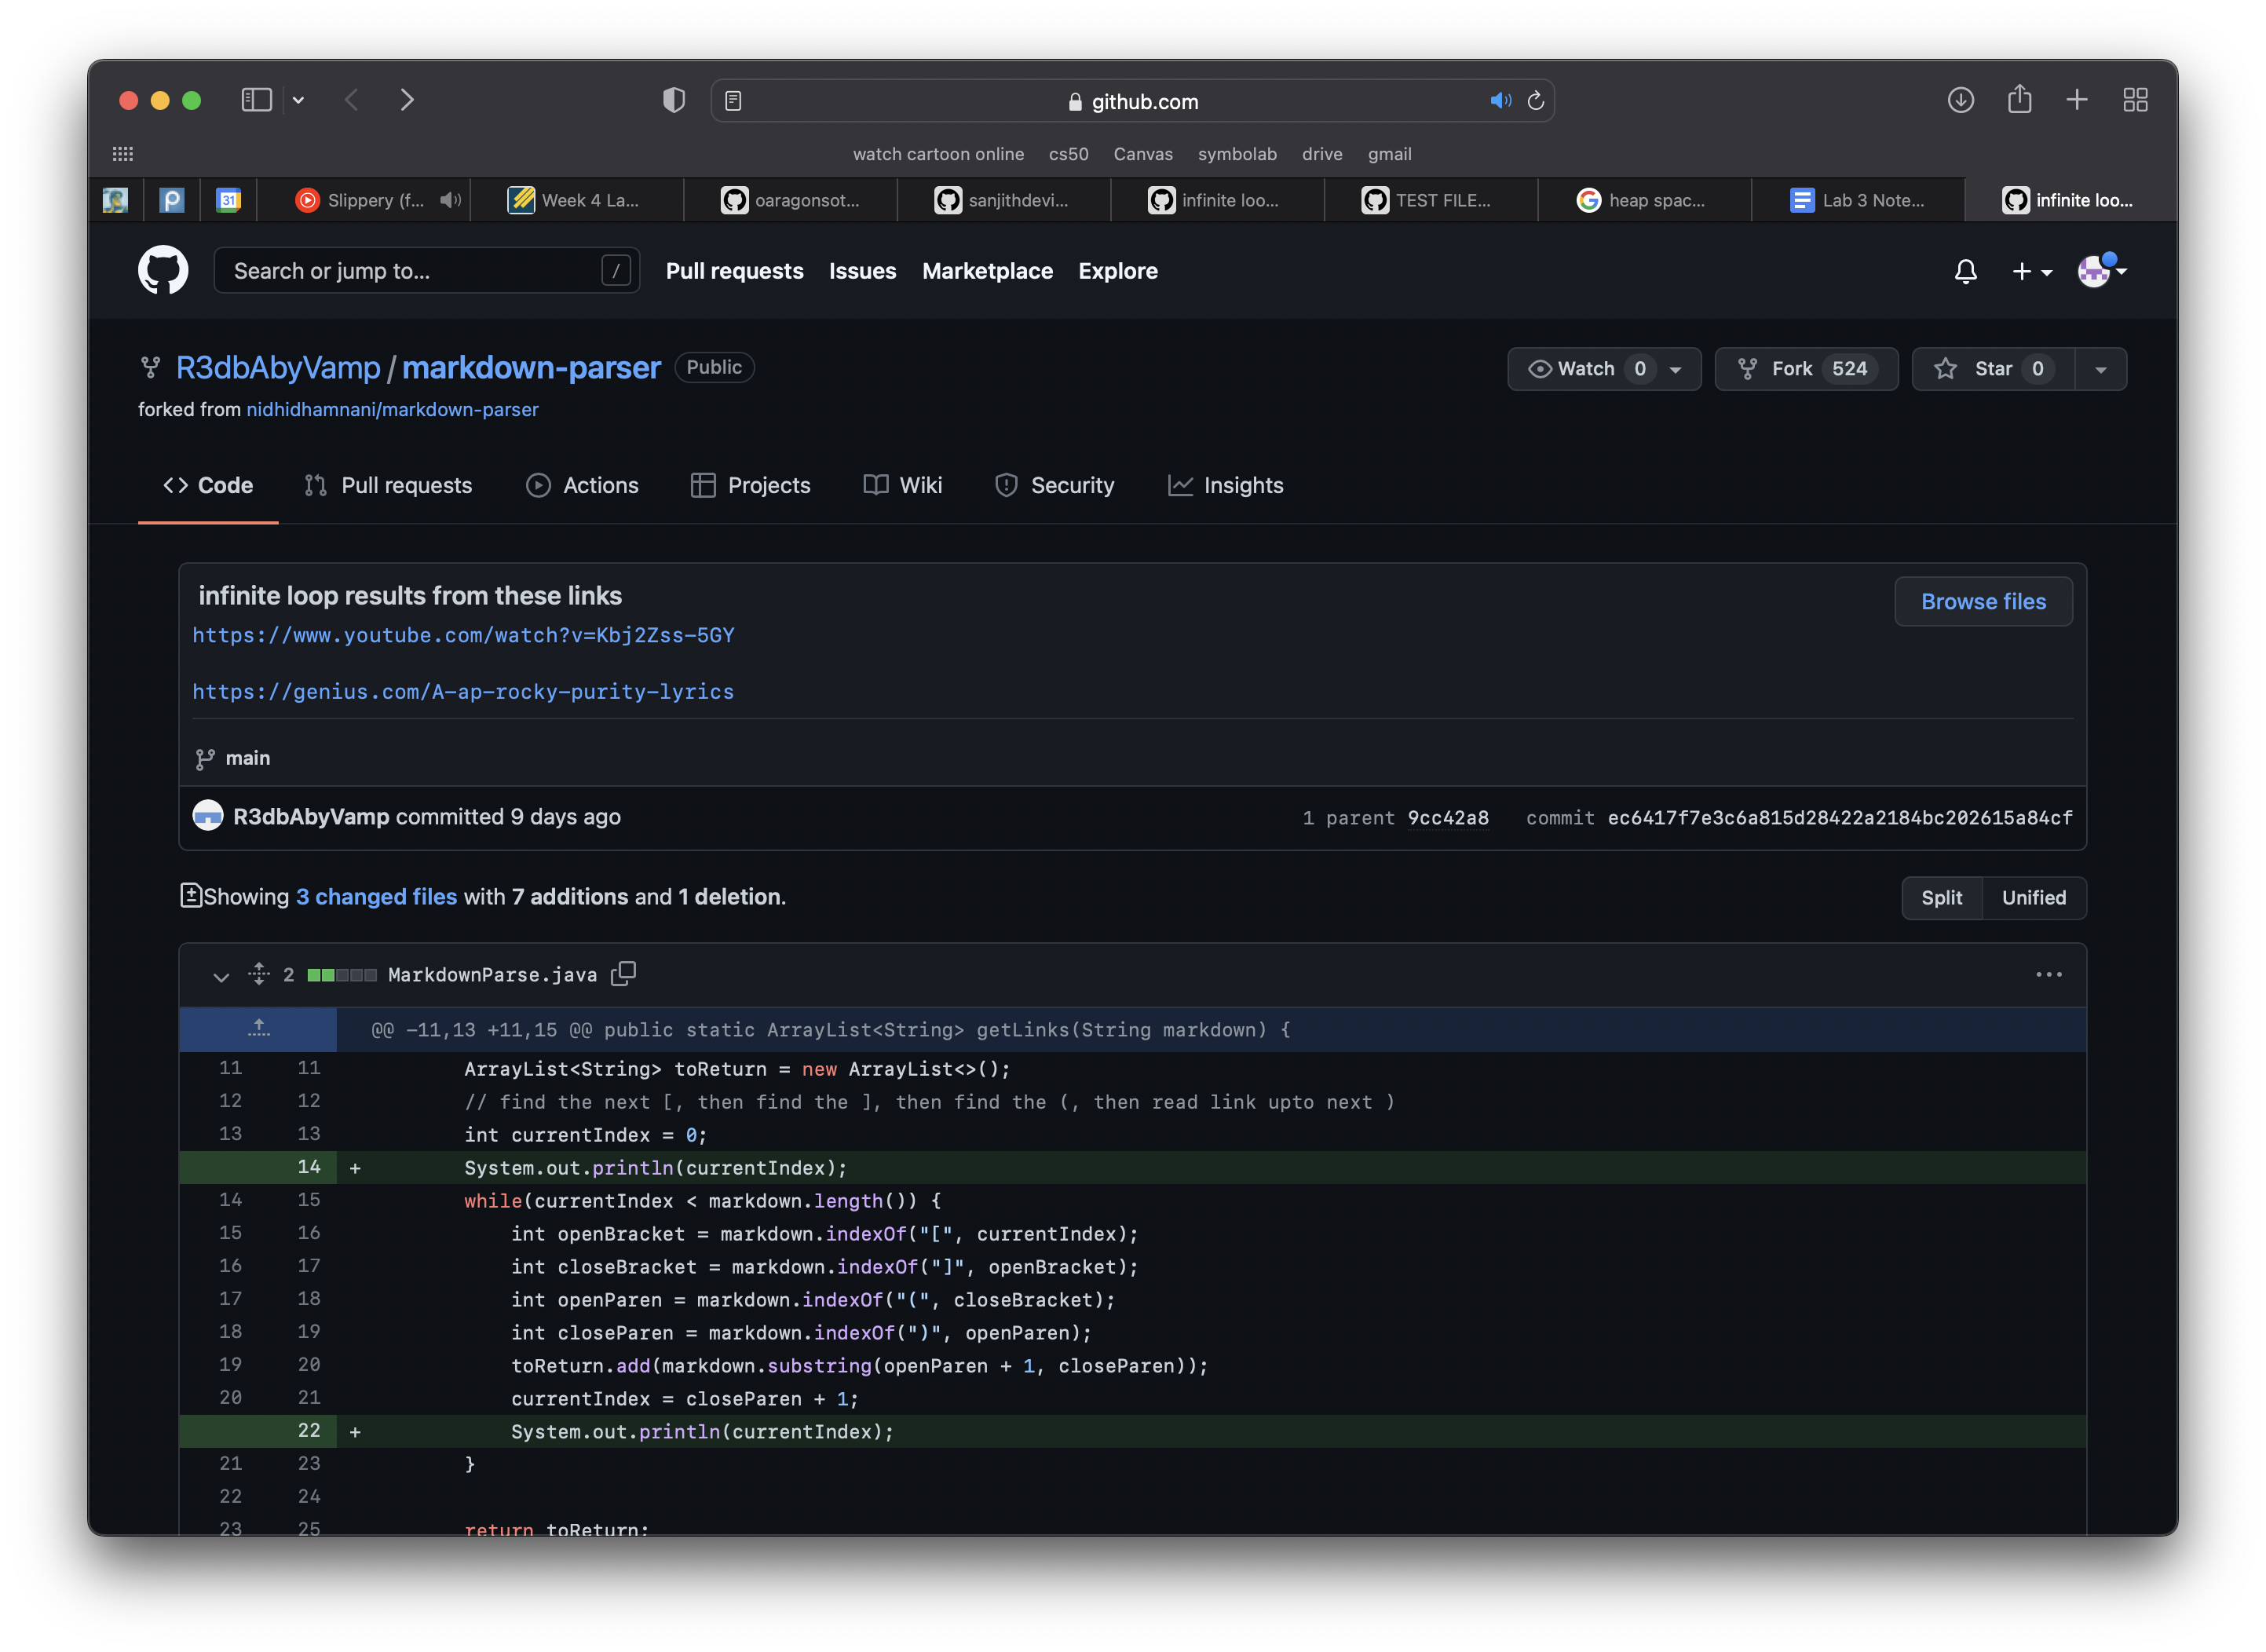 github.com
watch cartoon online cs50 Canvas symbolab drive gmail
31 Slippery (f... Week 4 La... oaragonsot... sanjithdevi... infinite loo... TEST FILE... heap spac... Lab 3 Note... infinite loo...
Search or jump to... / Pull requests Issues Marketplace Explore
R3dbAbyVamp / markdown-parser Public Watch 0 Fork 524 Star 0
forked from nidhidhamnani/markdown-parser
<> Code Pull requests Actions Projects Wiki Security Insights
infinite loop results from these links Browse files
https://www.youtube.com/watch?v=Kbj2Zss-5GY
https://genius.com/A-ap-rocky-purity-lyrics
main
R3dbAbyVamp committed 9 days ago 1 parent 9cc42a8 commit ec6417f7e3c6a815d28422a2184bc202615a84cf
Showing 3 changed files with 7 additions and 1 deletion. Split Unified
2 MarkdownParse.java ...
@@ -11,13 +11,15 @@ public static ArrayList<String> getLinks(String markdown) {
11 11 ArrayList<String> toReturn = new ArrayList<>();
12 12 // find the next [, then find the ], then find the (, then read link upto next )
13 13 int currentIndex = 0;
14 + System.out.println(currentIndex);
14 15 while(currentIndex < markdown.length()) {
15 16 int openBracket = markdown.indexOf("[", currentIndex);
16 17 int closeBracket = markdown.indexOf("]", openBracket);
17 18 int openParen = markdown.indexOf("(", closeBracket);
18 19 int closeParen = markdown.indexOf(")", openParen);
19 20 toReturn.add(markdown.substring(openParen + 1, closeParen));
20 21 currentIndex = closeParen + 1;
22 + System.out.println(currentIndex);
21 23 }
22 24
23 25 return toReturn;